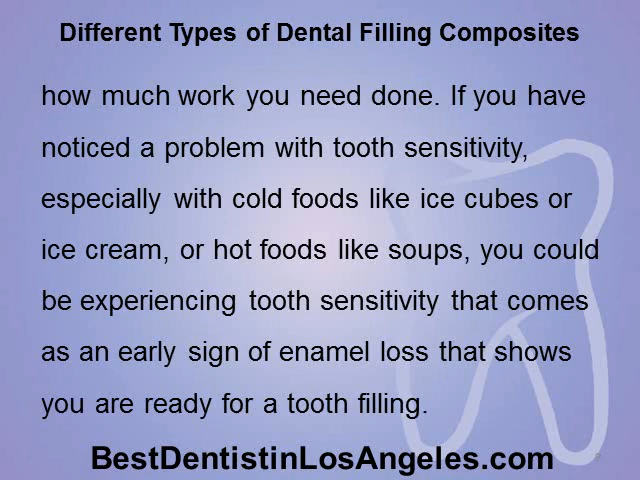 Different Types of Dental Filling Composites
how much work you need done. If you have
noticed a problem with tooth sensitivity,
especially with cold foods like ice cubes or
ice cream, or hot foods like soups, you could
be experiencing tooth sensitivity that comes
as an early sign of enamel loss that shows
you are ready for a tooth filling.
BestDentistinLosAngeles.com